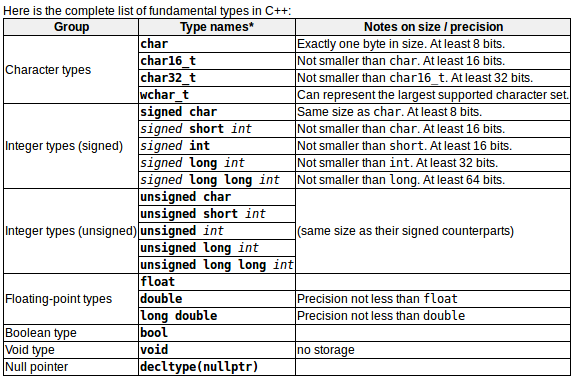 Here is the complete list of fundamental types in C++:
Group Type names* Notes on size / precision
Character types
char Exactly one byte in size. At least 8 bits.
char16_t Not smaller than char. At least 16 bits.
char32_t Not smaller than char16_t. At least 32 bits.
wchar_t Can represent the largest supported character set.
Integer types (signed)
signed char Same size as char. At least 8 bits.
signed short int Not smaller than char. At least 16 bits.
signed int Not smaller than short. At least 16 bits.
signed long int Not smaller than int. At least 32 bits.
signed long long int Not smaller than long. At least 64 bits.
Integer types (unsigned)
unsigned char
unsigned short int
unsigned int
unsigned long int
unsigned long long int
(same size as their signed counterparts)
Floating-point types
float
double Precision not less than float
long double Precision not less than double
Boolean type bool
Void type void no storage
Null pointer decltype(nullptr)